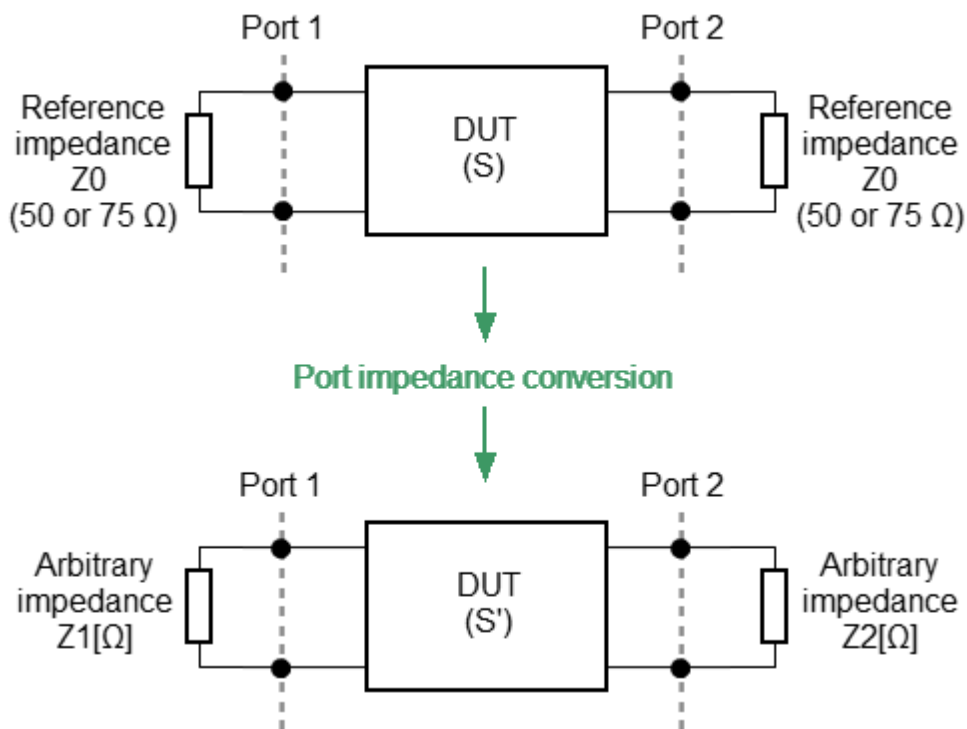 Port 1
Port 2
Reference
impedance
Z0
(50 or 75 Ω)
DUT
(S)
Reference
impedance
Z0
(50 or 75 Ω)
Port impedance conversion
Port 1
Port 2
Arbitrary
impedance
Z1[Ω]
DUT
(S')
Arbitrary
impedance
Z2[Ω]